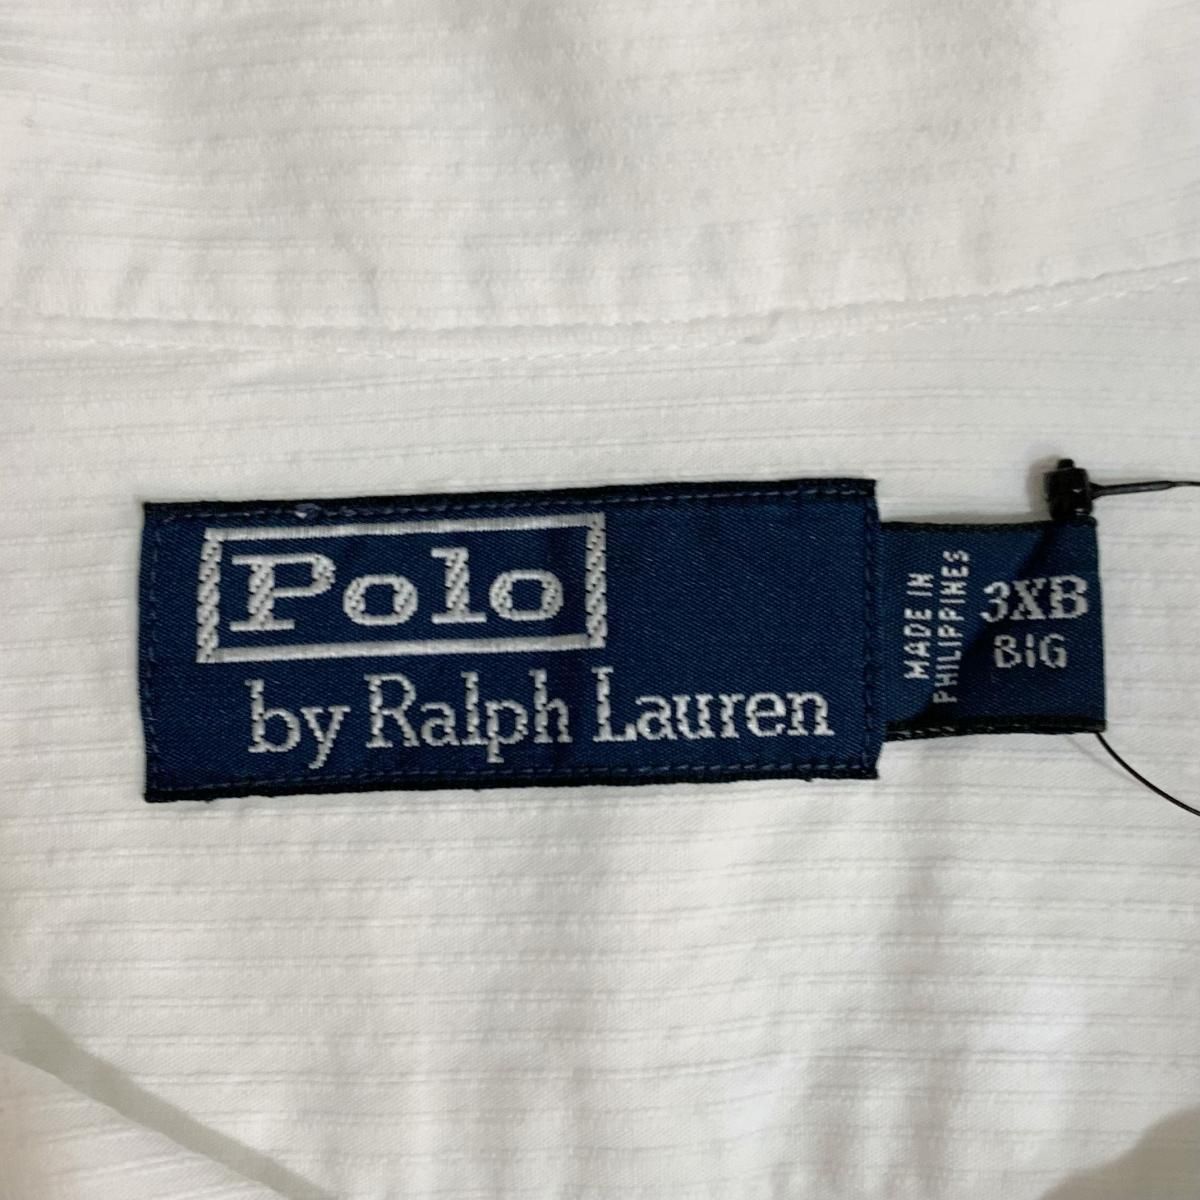 Polo
by Ralph Lauren
MADE IN
PHILIPPINES
3XB
BIG